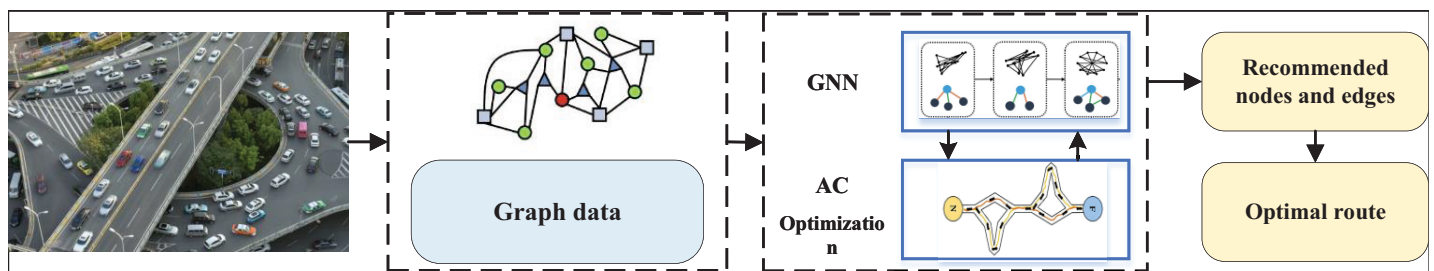 Graph data
GNN
AC
Optimizatio
n
N
F
Recommended
nodes and edges
Optimal route